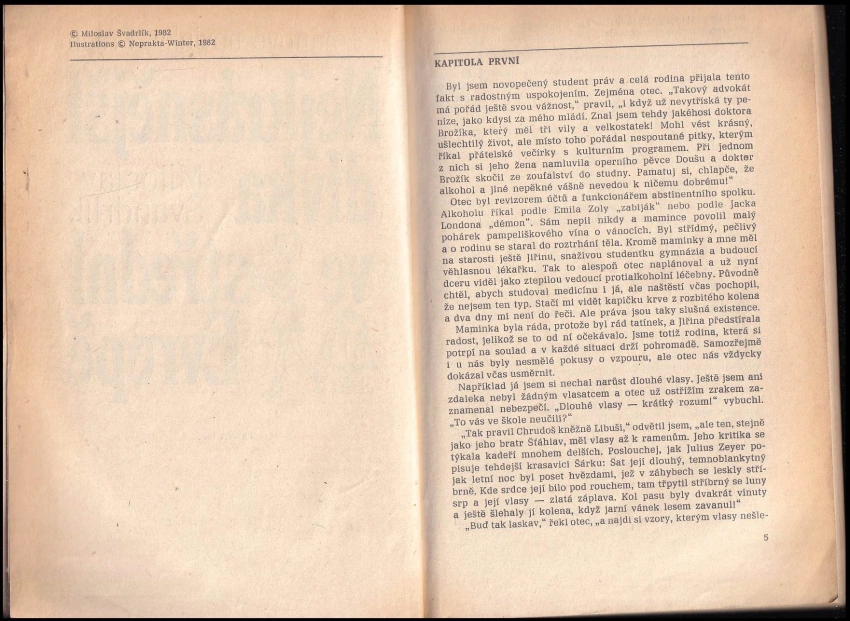 © Miloslav Švadrlík, 1982
Ilustrations © Neprakta-Winter, 1982
KAPITOLA PRVNÍ
Byl jsem novopečený student práv a celá rodina přijala tento
fakt s radostným uspokojením. Zejména otec. „Takový advokát
má pořád ještě svou vážnost,“ pravil, „i když už nevytříská ty pe-
níze, jako kdysi za mého mládí. Znal jsem tehdy jakéhosi doktora
Brožíka, který měl tři vily a velkostatek! Mohl vést krásný,
ušlechtilý život, ale místo toho pořádal nespoutané pitky, kterým
říkal přátelské večírky s kulturním programem. Při jednom
z nich si jeho žena namluvila operního pěvce Doušu a doktor
Brožík skočil ze zoufalství do studny. Pamatuj si, chlapče, že
alkohol a jiné nepěkné vášně nevedou k ničemu dobrému!“
Otec byl revizorem účtů a funkcionářem abstinentního spolku.
Alkoholu říkal podle Emila Zoly „zabiják“ nebo podle Jacka
Londona „démon“. Sám nepil nikdy a mamince povolil malý
pohárek pampeliškového vína o vánocích. Byl střídmý, pečlivý
a o rodinu se staral do roztrhání těla. Kromě maminky a mne měl
na starosti ještě Jiřinu, snaživou studentku gymnázia a budoucí
věhlasnou lékařku. Tak to alespoň otec naplánoval a už nyní
dceru viděl jako ztepilou vedoucí protialkoholní léčebny. Původně
chtěl, abych studoval medicínu i já, ale naštěstí včas pochopil,
že nejsem ten typ. Stačí mi vidět kapičku krve z rozbitého kolena
a dva dny mi není do řeči. Ale práva jsou taky slušná existence.
Maminka byla ráda, protože byl rád tatínek, a Jiřina předstírala
radost, jelikož se to od ní očekávalo. Jsme totiž rodina, která si
potrpí na soulad a v každé situaci drží pohromadě. Samozřejmě
i u nás byly nesmělé pokusy o vzpouru, ale otec nás vždycky
dokázal včas usměrnit.
Například já jsem si nechal narůst dlouhé vlasy. Ještě jsem ani
zdaleka nebyl žádným vlasatcem a otec už ostřížím zrakem za-
znamenal nebezpečí. „Dlouhé vlasy — krátký rozum!“ vybuchl.
„To vás ve škole neučili?“
„Tak pravil Chrudoš kněžně Libuši,“ odvětil jsem, „ale ten, stejně
jako jeho bratr Šťáhlav, měl vlasy až k ramenům. Jeho kritika se
týkala kadeří mnohem delších. Poslouchej, jak Julius Zeyer po-
pisuje tehdejší krasavici Šárku: Šat její dlouhý, temnoblankytný
jak letní noc byl poset hvězdami, jež v záhybech se leskly stří-
brně. Kde srdce její bilo pod rouchem, tam třpytil stříbrný se luny
srp a její vlasy — zlatá záplava. Kol pasu byly dvakrát vinuty
a ještě šlehaly jí kolena, když jarní vánek lesem zavanul!“
„Buď tak laskav,“ řekl otec, „a najdi si vzory, kterým vlasy nešle-
5